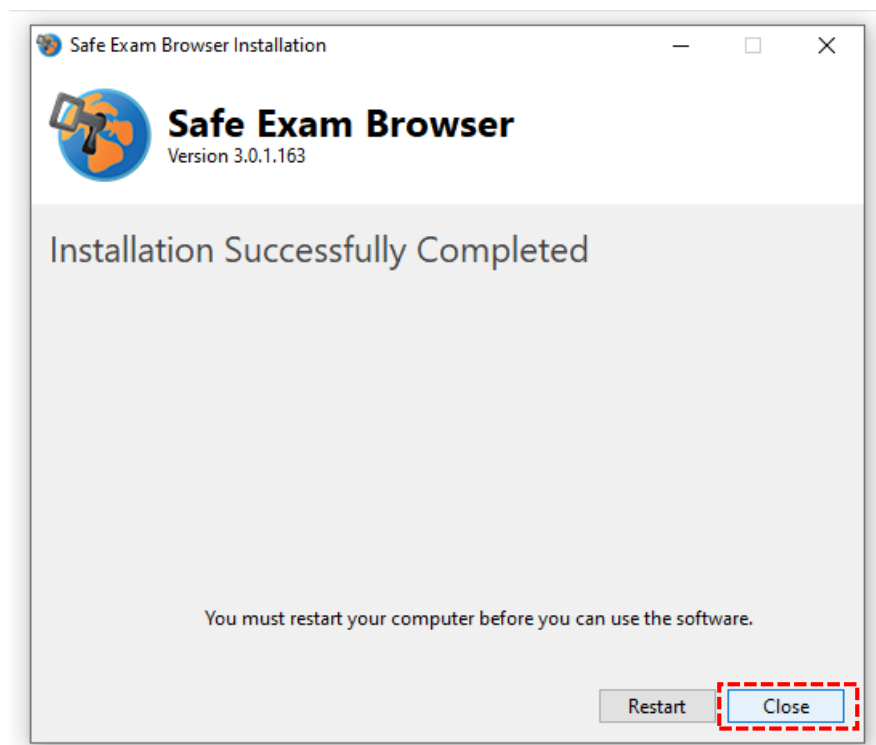 Safe Exam Browser Installation
Safe Exam Browser
Version 3.0.1.163
Installation Successfully Completed
You must restart your computer before you can use the software.
Restart
Close